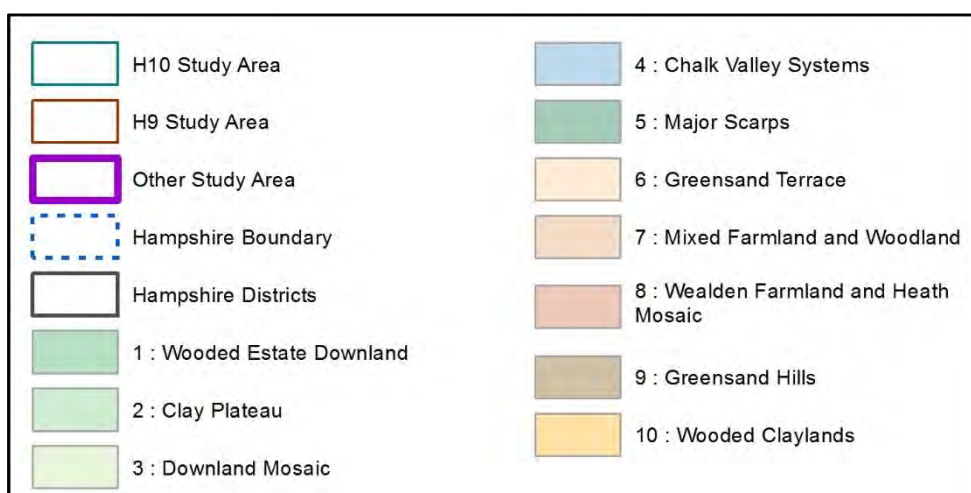 H10 Study Area
H9 Study Area
Other Study Area
Hampshire Boundary
Hampshire Districts
1 : Wooded Estate Downland
2 : Clay Plateau
3 : Downland Mosaic
4 : Chalk Valley Systems
5 : Major Scarps
6 : Greensand Terrace
7 : Mixed Farmland and Woodland
8 : Wealden Farmland and Heath
Mosaic
9 : Greensand Hills
10 : Wooded Claylands